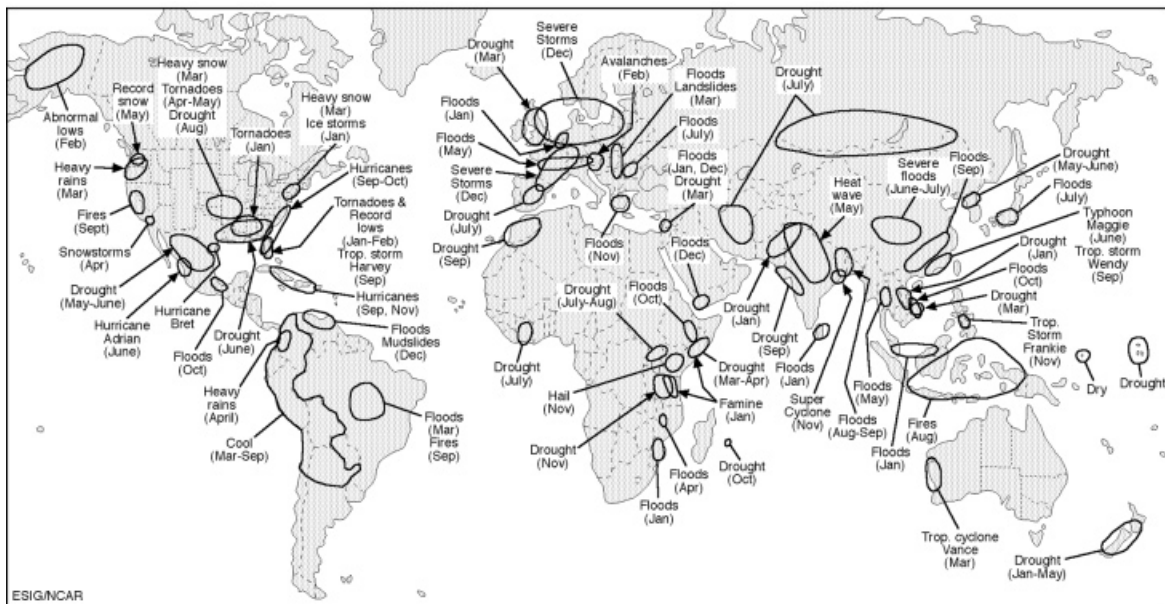 Abnormal
lows
(Feb)
Record
snow
(May)
Heavy snow
(Mar)
Tornadoes
(Apr-May)
Drought
(Aug)
Tornadoes
(Jan)
Heavy snow
(Mar)
Ice storms
(Jan)
Hurricanes
(Sep-Oct)
Tornadoes &
Record
lows
(Jan-Feb)
Trop. storm
Harvey
(Sep)
Hurricanes
(Sep, Nov)
Heavy
rains
(Mar)
Fires
(Sept)
Snowstorms
(Apr)
Drought
(May-June)
Hurricane
Adrian
(June)
Hurricane
Bret
Floods
(Oct)
Drought
(June)
Floods
Mudslides
(Dec)
Heavy
rains
(April)
Cool
(Mar-Sep)
Floods
(Mar)
Fires
(Sep)
Drought
(Mar)
Severe
Storms
(Dec)
Avalanches
(Feb)
Floods
Landslides
(Mar)
Floods
(July)
Floods
(Jan)
Floods
(May)
Severe
Storms
(Dec)
Drought
(July)
Drought
(Sep)
Floods
(Nov)
Floods
(Jan, Dec)
Drought
(Mar)
Floods
(Dec)
Drought
(July)
Heat
wave
(May)
Severe
floods
(June-July)
Floods
(Sep)
Drought
(May-June)
Floods
(July)
Typhoon
Maggie
(June)
Trop. storm
Wendy
(Sep)
Drought
(Jan)
Floods
(Oct)
Drought
(Mar)
Trop.
Storm
Frankie
(Nov)
Dry
Drought
Drought
(July-Aug)
Floods
(Oct)
Drought
(Jan)
Drought
(Sep)
Floods
(Jan)
Super
Cyclone
(Nov)
Floods
(Aug-Sep)
Floods
(May)
Fires
(Aug)
Floods
(Jan)
Drought
(July)
Hail
(Nov)
Drought
(Mar-Apr)
Famine
(Jan)
Drought
(Nov)
Floods
(Apr)
Drought
(Oct)
Floods
(Jan)
Trop. cyclone
Vance
(Mar)
Drought
(Jan-May)
ESIG/NCAR